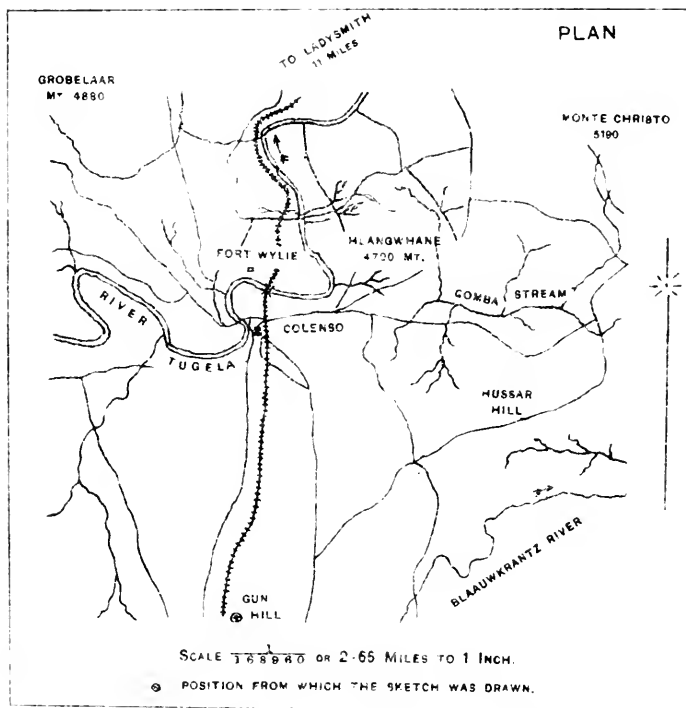 PLAN
TO LADYSMITH
11 MILES
GROBELAAR
MT 4880
MONTE CHRISTO
5190
FORT WYLIE
HLANGWHANE
4700 MT.
GOMBA STREAM
RIVER
TUGELA
COLENSO
HUSSAR
HILL
BLAAUWKRANTZ RIVER
GUN
HILL
SCALE 1/168960 OR 2·65 MILES TO 1 INCH.
POSITION FROM WHICH THE SKETCH WAS DRAWN.